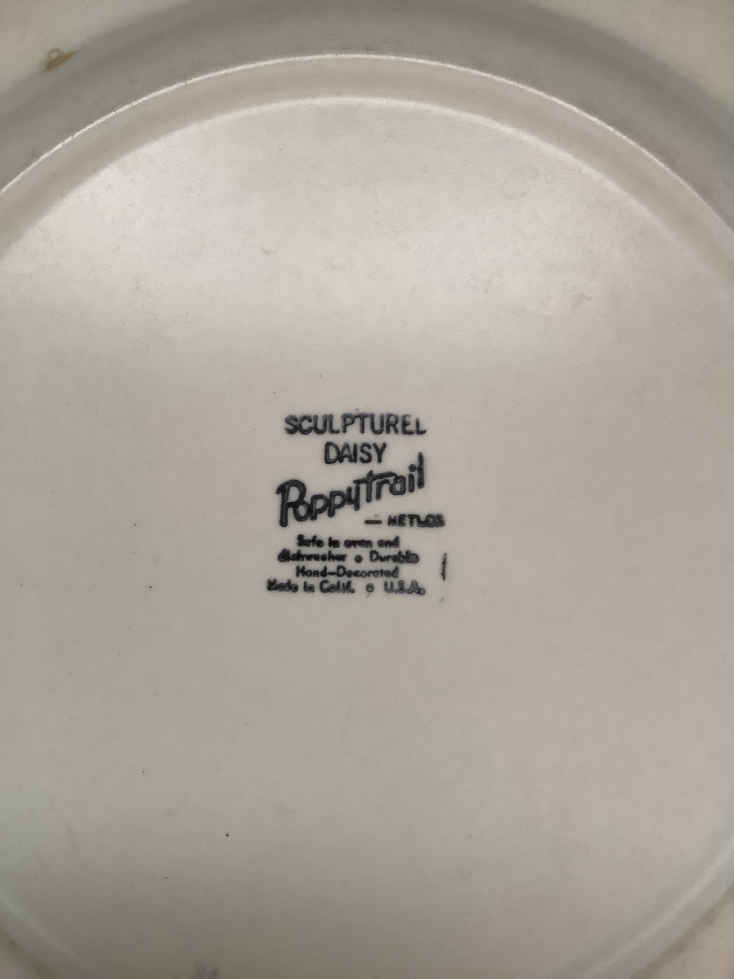 SCULPTUREL
DAISY
Poppytrail
— METLOX
Safe in oven and
dishwasher o Durable
Hand-Decorated
Made in Calif. o U.S.A.